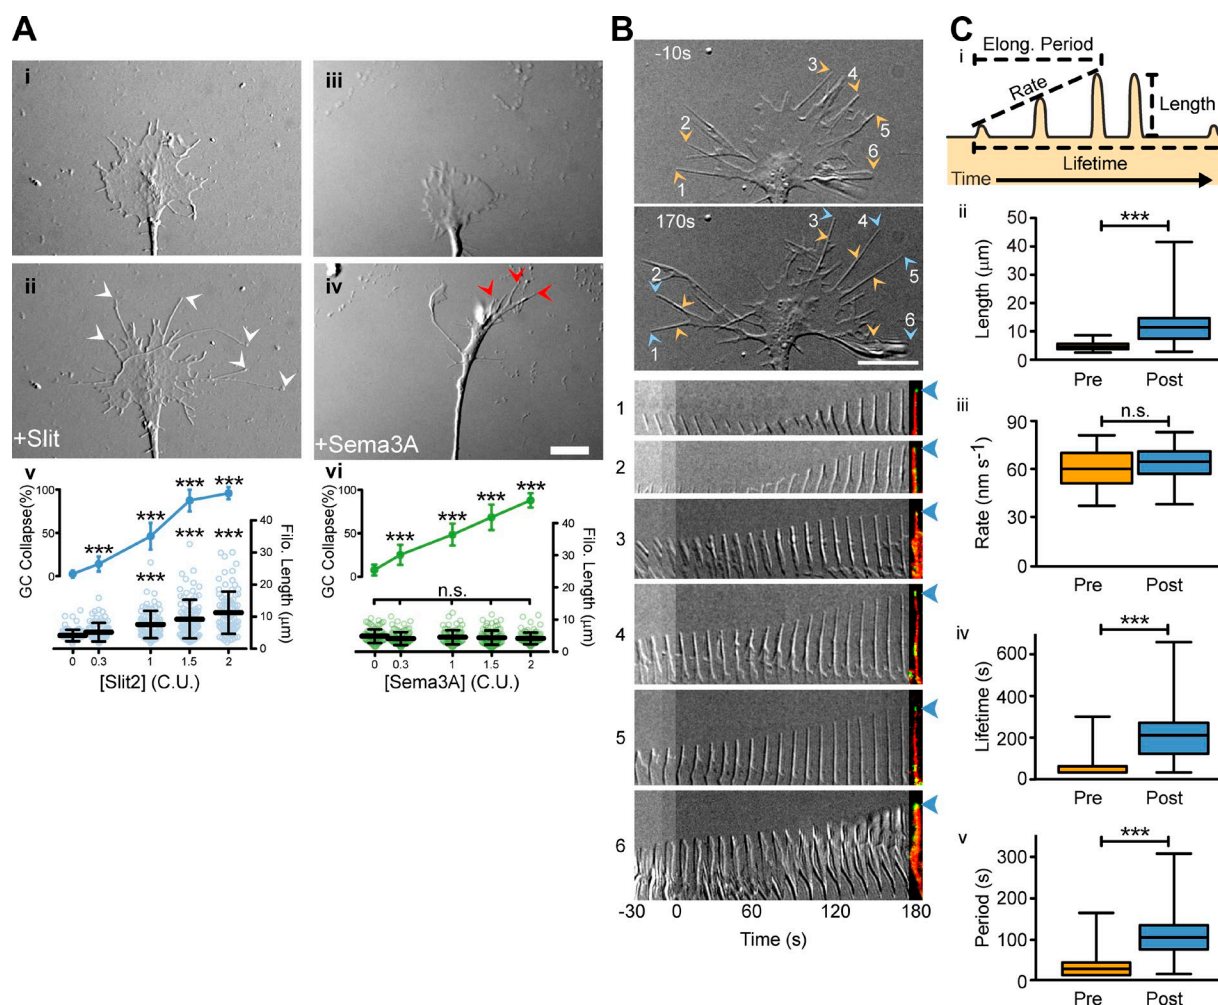 A
i
iii
ii
iv
+Slit
+Sema3A
v
GC Collapse(%)
100
50
0
***
***
***
***
***
***
***
40
30
20
10
0
Filo. Length (μm)
0
0.3
1
1.5
2
[Slit2] (C.U.)
vi
GC Collapse(%)
100
50
0
***
***
***
***
n.s.
40
30
20
10
0
Filo. Length (μm)
0
0.3
1
1.5
2
[Sema3A] (C.U.)
B
-10s
3
4
2
5
6
1
170s
3
4
2
5
6
1
1
2
3
4
5
6
-30
0
60
120
180
Time (s)
C
i
Elong. Period
Rate
Length
Lifetime
Time
ii
Length (μm)
50
40
30
20
10
0
***
Pre
Post
iii
Rate (nm s-¹)
90
60
30
0
n.s.
Pre
Post
iv
Lifetime (s)
600
400
200
0
***
Pre
Post
v
Period (s)
300
200
100
0
***
Pre
Post